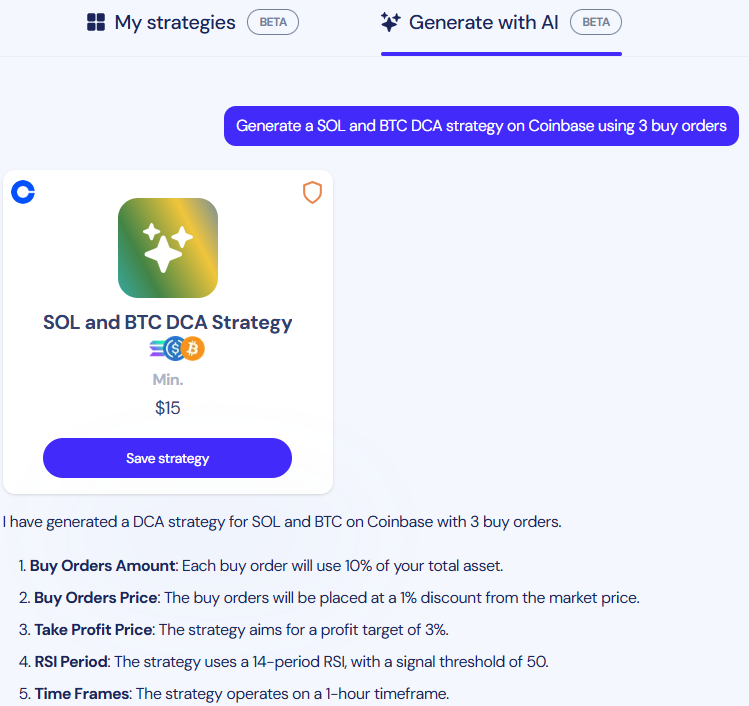 My strategies BETA Generate with AI BETA
Generate a SOL and BTC DCA strategy on Coinbase using 3 buy orders
SOL and BTC DCA Strategy
Min.
$15
Save strategy
I have generated a DCA strategy for SOL and BTC on Coinbase with 3 buy orders.
1. Buy Orders Amount: Each buy order will use 10% of your total asset.
2. Buy Orders Price: The buy orders will be placed at a 1% discount from the market price.
3. Take Profit Price: The strategy aims for a profit target of 3%.
4. RSI Period: The strategy uses a 14-period RSI, with a signal threshold of 50.
5. Time Frames: The strategy operates on a 1-hour timeframe.